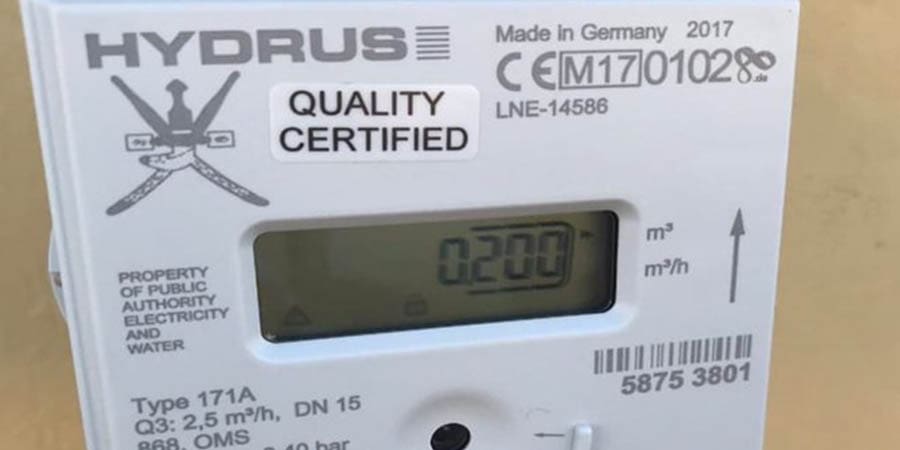 HYDRUS
Made in Germany 2017
CE M17 0102
LNE-14586
QUALITY
CERTIFIED
0.200
m³
m³/h
PROPERTY
OF PUBLIC
AUTHORITY
ELECTRICITY
AND
WATER
5875 3801
Type 171A
Q3: 2,5 m³/h, DN 15
868, OMS
bar